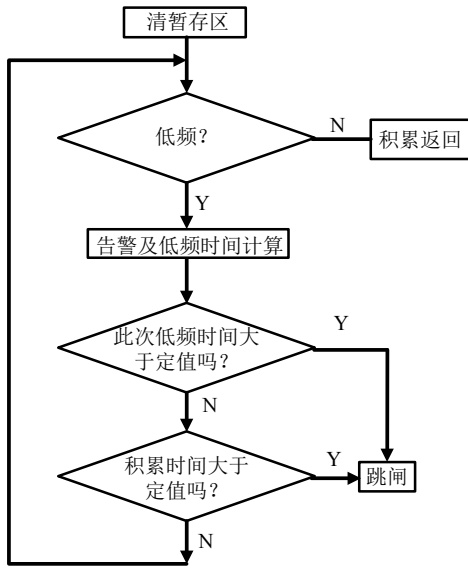 清暂存区
低频？
N
积累返回
Y
告警及低频时间计算
此次低频时间大
于定值吗？
Y
N
积累时间大于
定值吗？
Y
跳闸
N